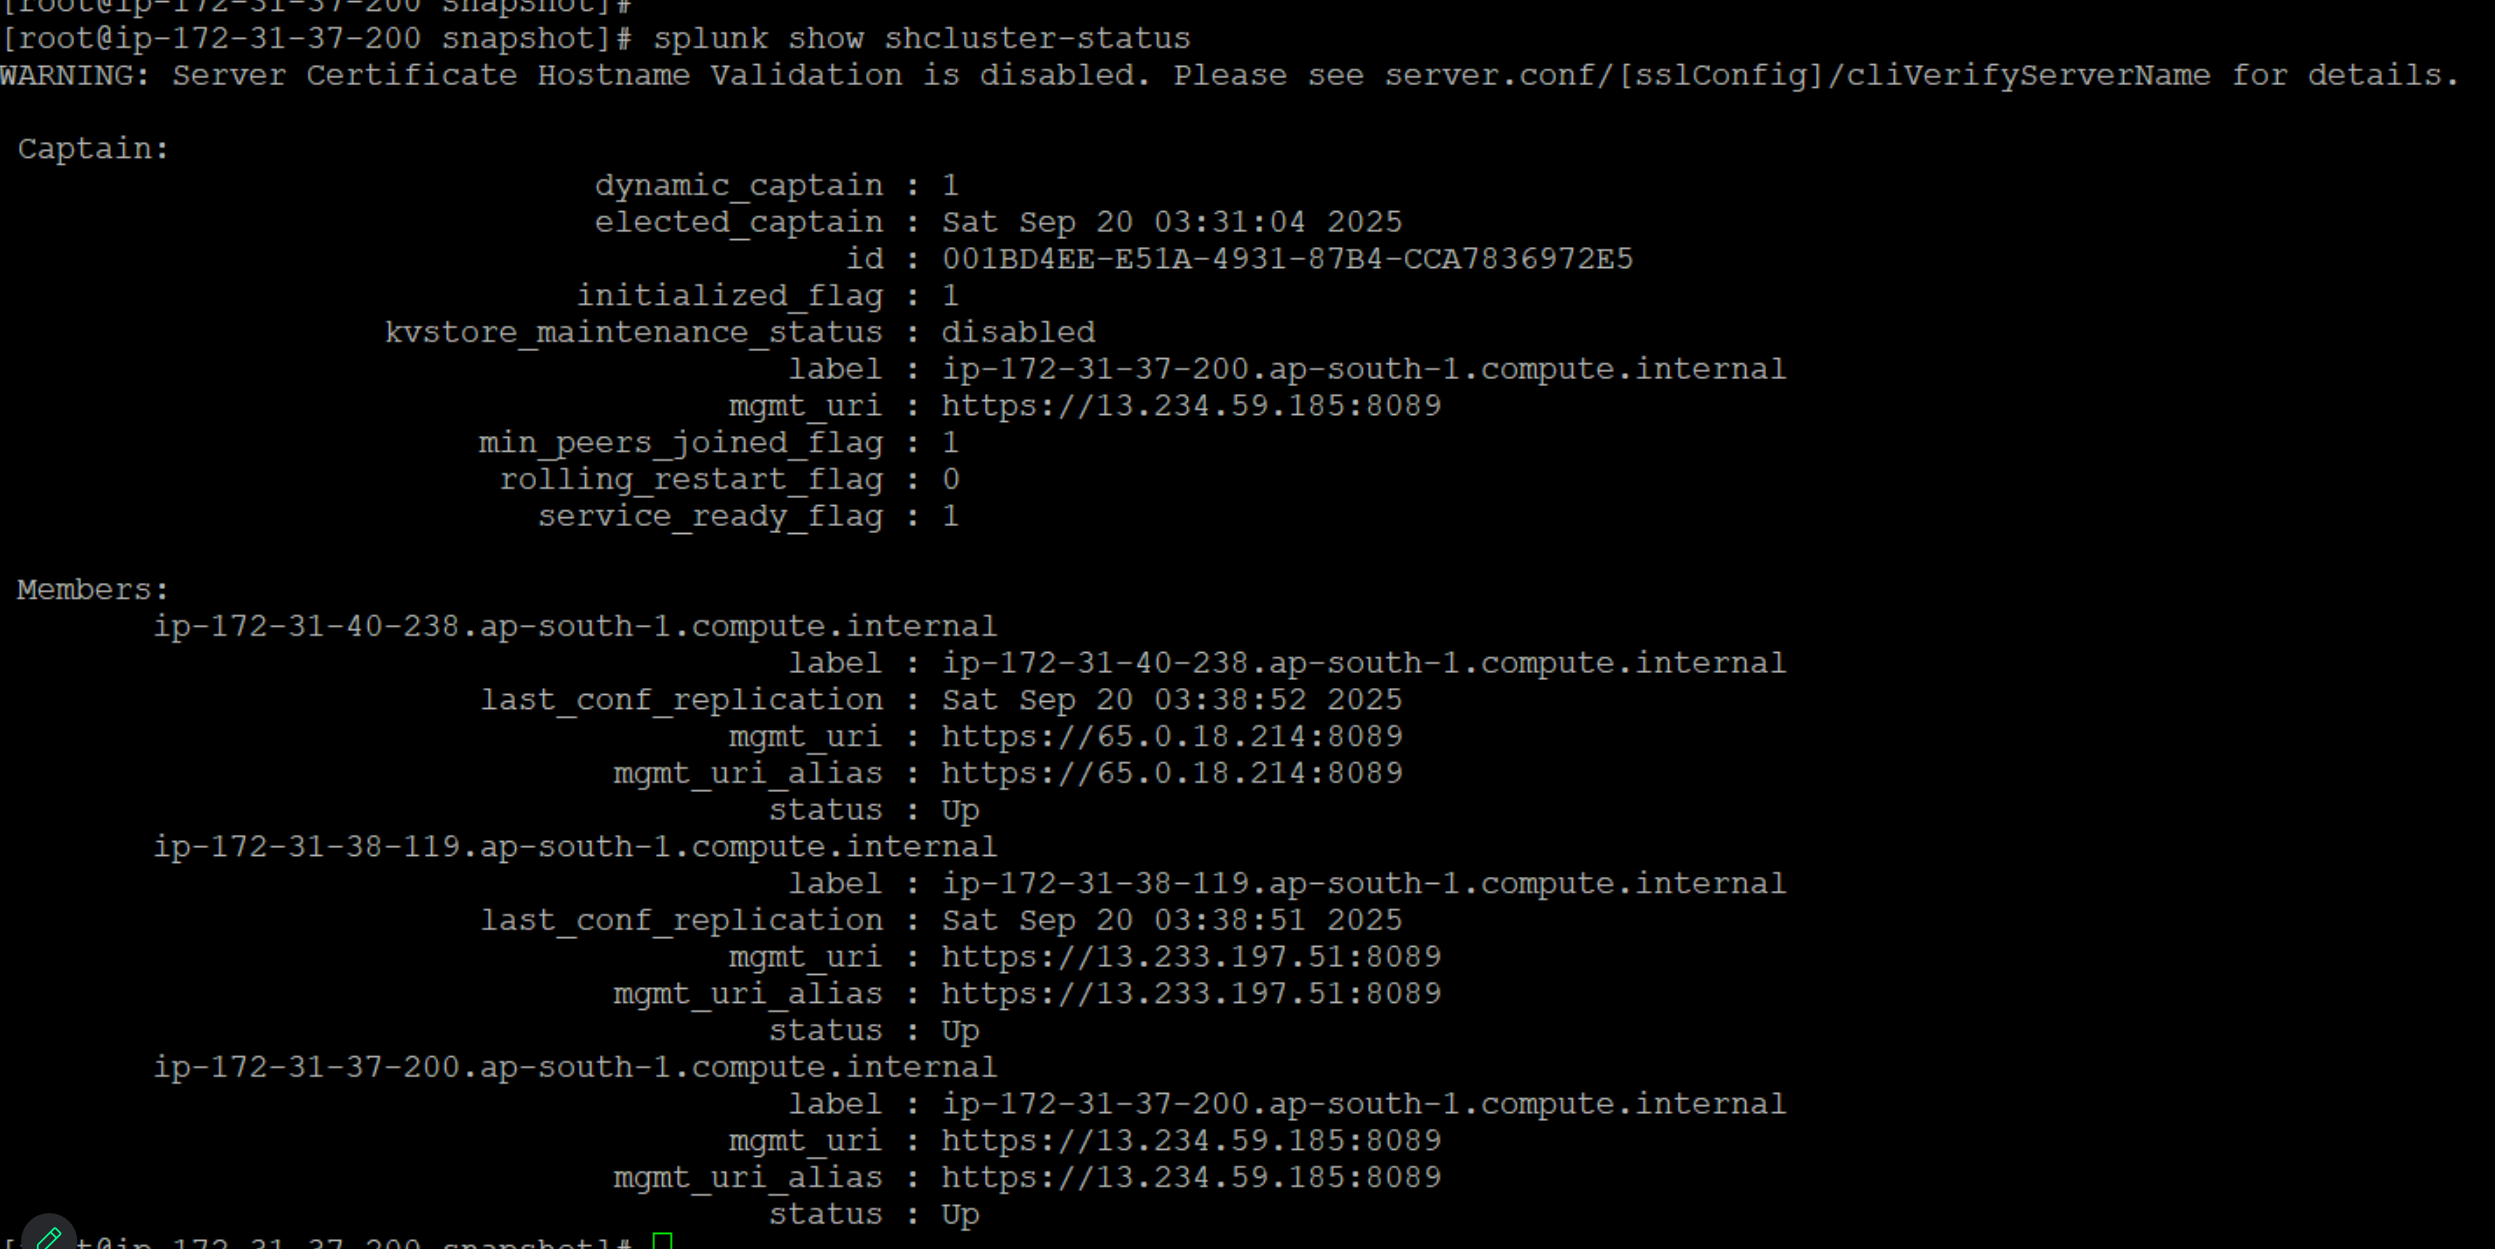 [root@ip-172-31-37-200 snapshot]#
[root@ip-172-31-37-200 snapshot]# splunk show shcluster-status
WARNING: Server Certificate Hostname Validation is disabled. Please see server.conf/[sslConfig]/cliVerifyServerName for details.
Captain:
dynamic_captain : 1
elected_captain : Sat Sep 20 03:31:04 2025
id : 001BD4EE-E51A-4931-87B4-CCA7836972E5
initialized_flag : 1
kvstore_maintenance_status : disabled
label : ip-172-31-37-200.ap-south-1.compute.internal
mgmt_uri : https://13.234.59.185:8089
min_peers_joined_flag : 1
rolling_restart_flag : 0
service_ready_flag : 1
Members:
ip-172-31-40-238.ap-south-1.compute.internal
label : ip-172-31-40-238.ap-south-1.compute.internal
last_conf_replication : Sat Sep 20 03:38:52 2025
mgmt_uri : https://65.0.18.214:8089
mgmt_uri_alias : https://65.0.18.214:8089
status : Up
ip-172-31-38-119.ap-south-1.compute.internal
label : ip-172-31-38-119.ap-south-1.compute.internal
last_conf_replication : Sat Sep 20 03:38:51 2025
mgmt_uri : https://13.233.197.51:8089
mgmt_uri_alias : https://13.233.197.51:8089
status : Up
ip-172-31-37-200.ap-south-1.compute.internal
label : ip-172-31-37-200.ap-south-1.compute.internal
mgmt_uri : https://13.234.59.185:8089
mgmt_uri_alias : https://13.234.59.185:8089
status : Up
ip-172-31-37-200 snapshot]#